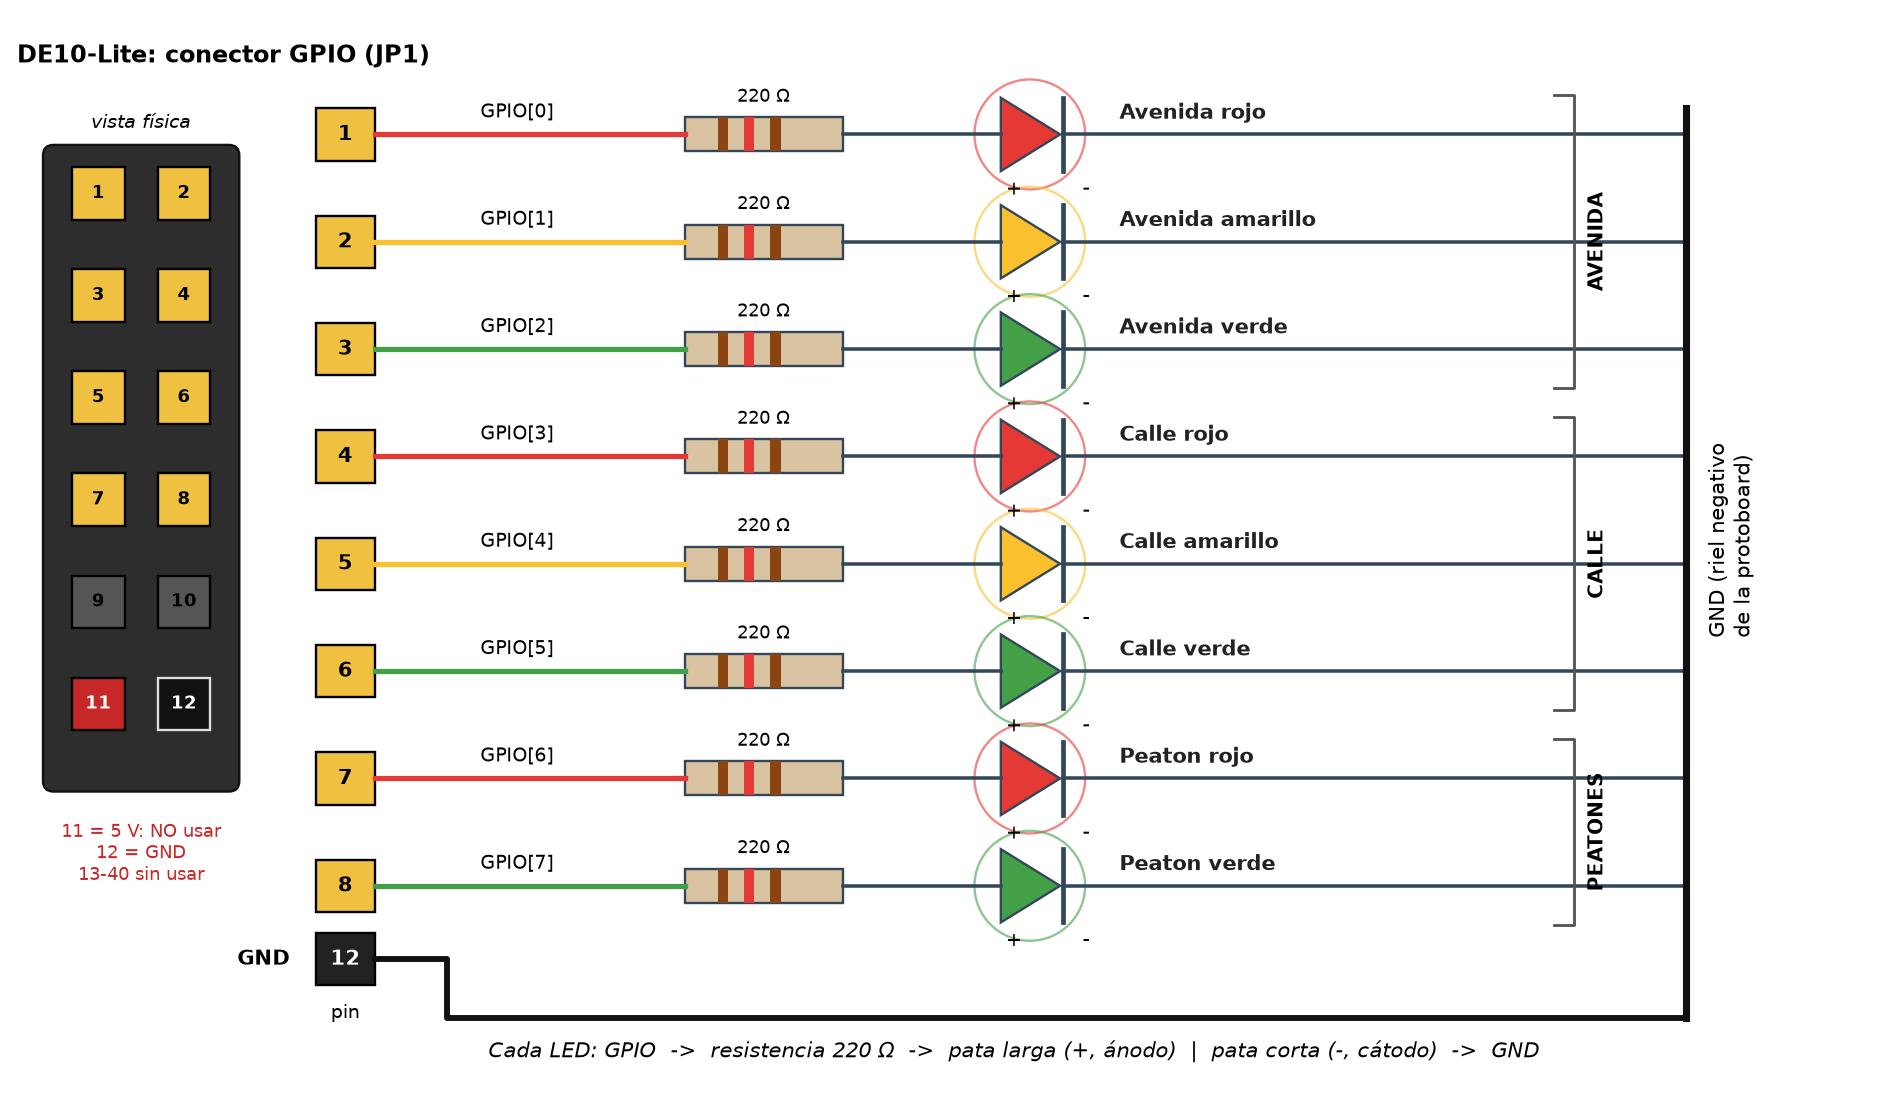 DE10-Lite: conector GPIO (JP1)
vista física
1 2
3 4
5 6
7 8
9 10
11 12
11 = 5 V: NO usar
12 = GND
13-40 sin usar
1 GPIO[0] 220 Ω Avenida rojo
+ -
2 GPIO[1] 220 Ω Avenida amarillo
+ -
3 GPIO[2] 220 Ω Avenida verde
+ -
4 GPIO[3] 220 Ω Calle rojo
+ -
5 GPIO[4] 220 Ω Calle amarillo
+ -
6 GPIO[5] 220 Ω Calle verde
+ -
7 GPIO[6] 220 Ω Peaton rojo
+ -
8 GPIO[7] 220 Ω Peaton verde
+ -
GND 12
pin
AVENIDA
CALLE
PEATONES
GND (riel negativo
de la protoboard)
Cada LED: GPIO -> resistencia 220 Ω -> pata larga (+, ánodo) | pata corta (-, cátodo) -> GND